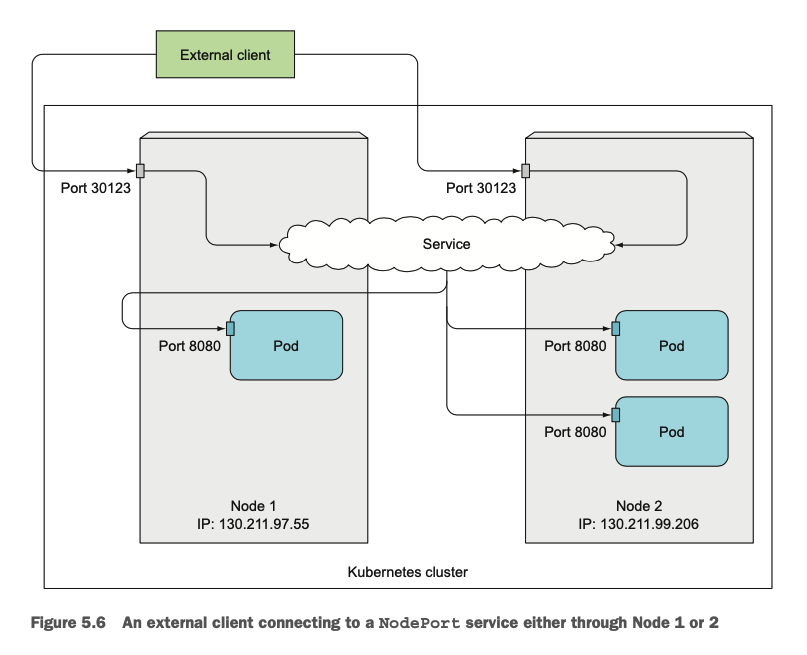 External client
Port 30123
Port 30123
Service
Port 8080
Pod
Port 8080
Pod
Port 8080
Pod
Node 1
IP: 130.211.97.55
Node 2
IP: 130.211.99.206
Kubernetes cluster
Figure 5.6 An external client connecting to a NodePort service either through Node 1 or 2